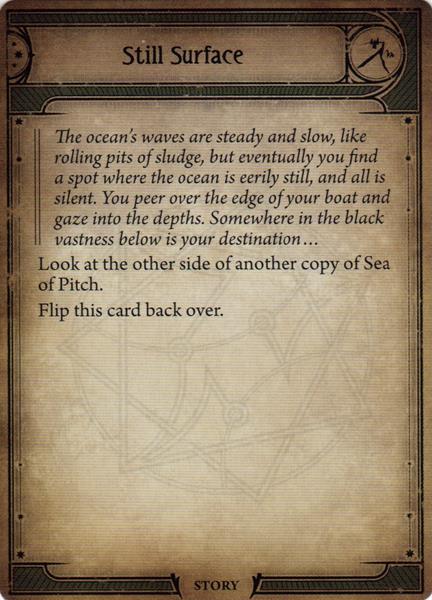 Still Surface
The ocean's waves are steady and slow, like
rolling pits of sludge, but eventually you find
a spot where the ocean is eerily still, and all is
silent. You peer over the edge of your boat and
gaze into the depths. Somewhere in the black
vastness below is your destination...
Look at the other side of another copy of Sea
of Pitch.
Flip this card back over.
STORY